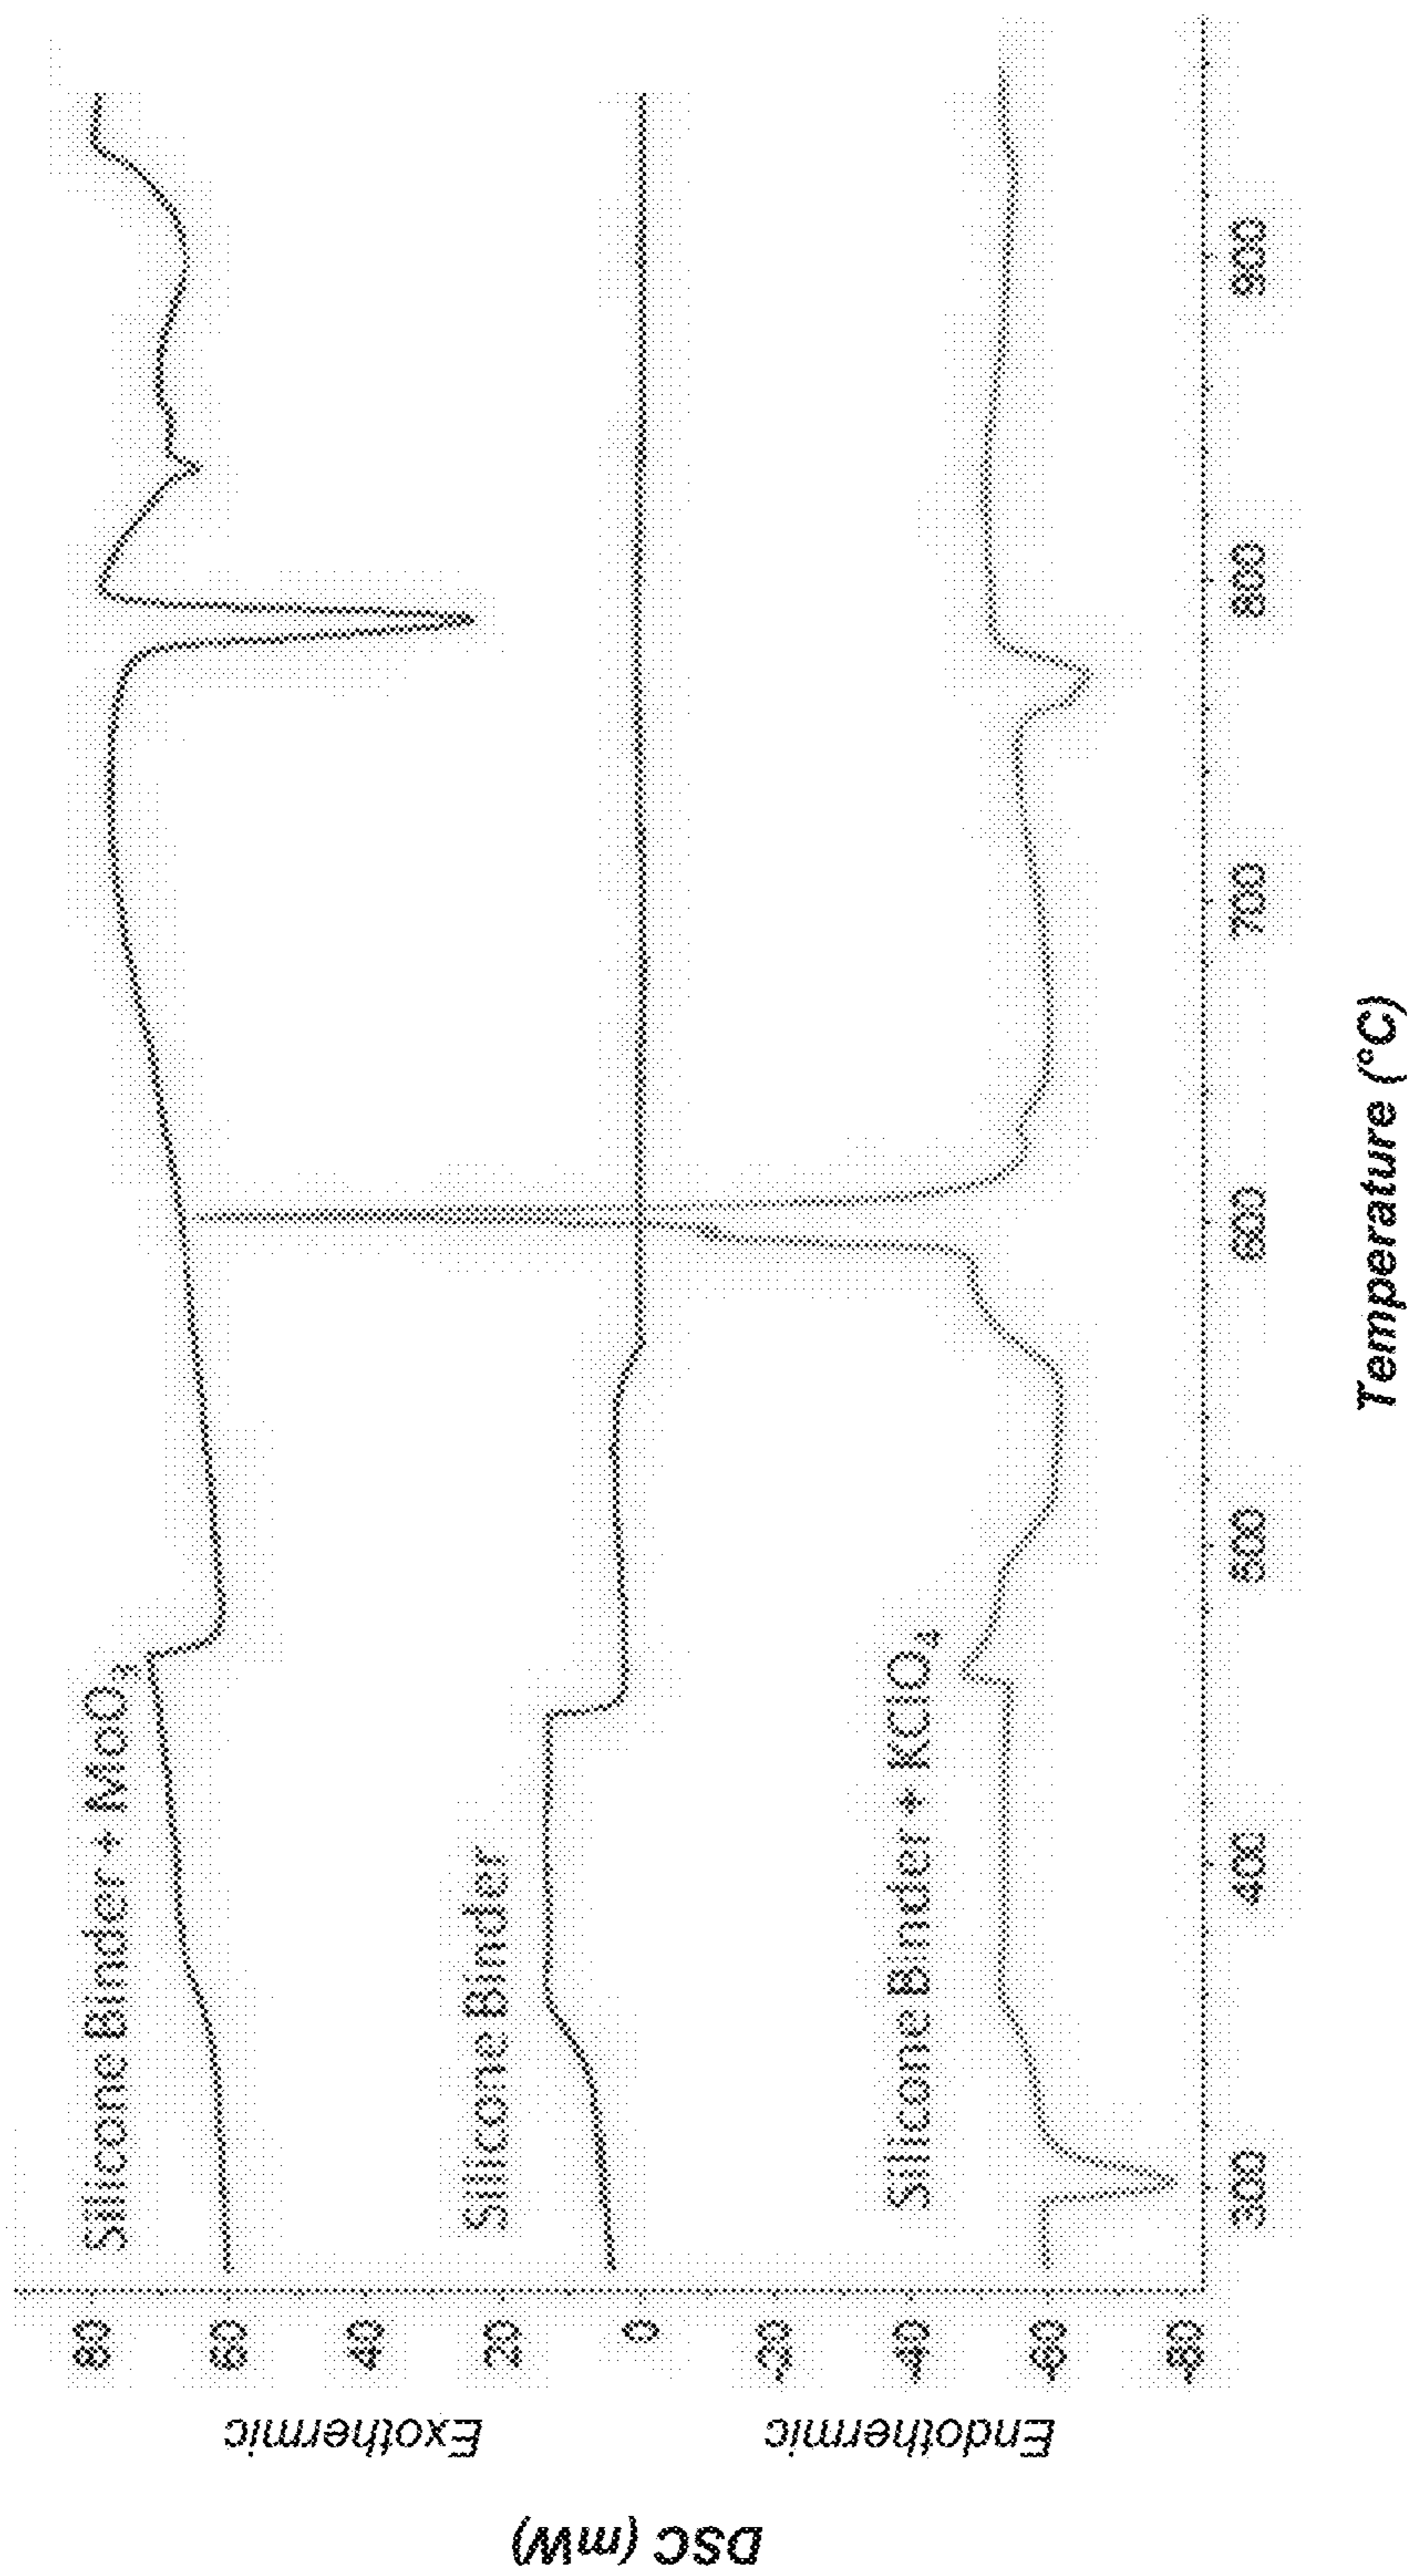 DSC (mW)
Exothermic
Endothermic
80
60
40
20
0
-20
-40
-60
-80
Silicone Binder + MoO₃
Silicone Binder
Silicone Binder + KClO₄
300
400
500
600
700
800
900
Temperature (°C)